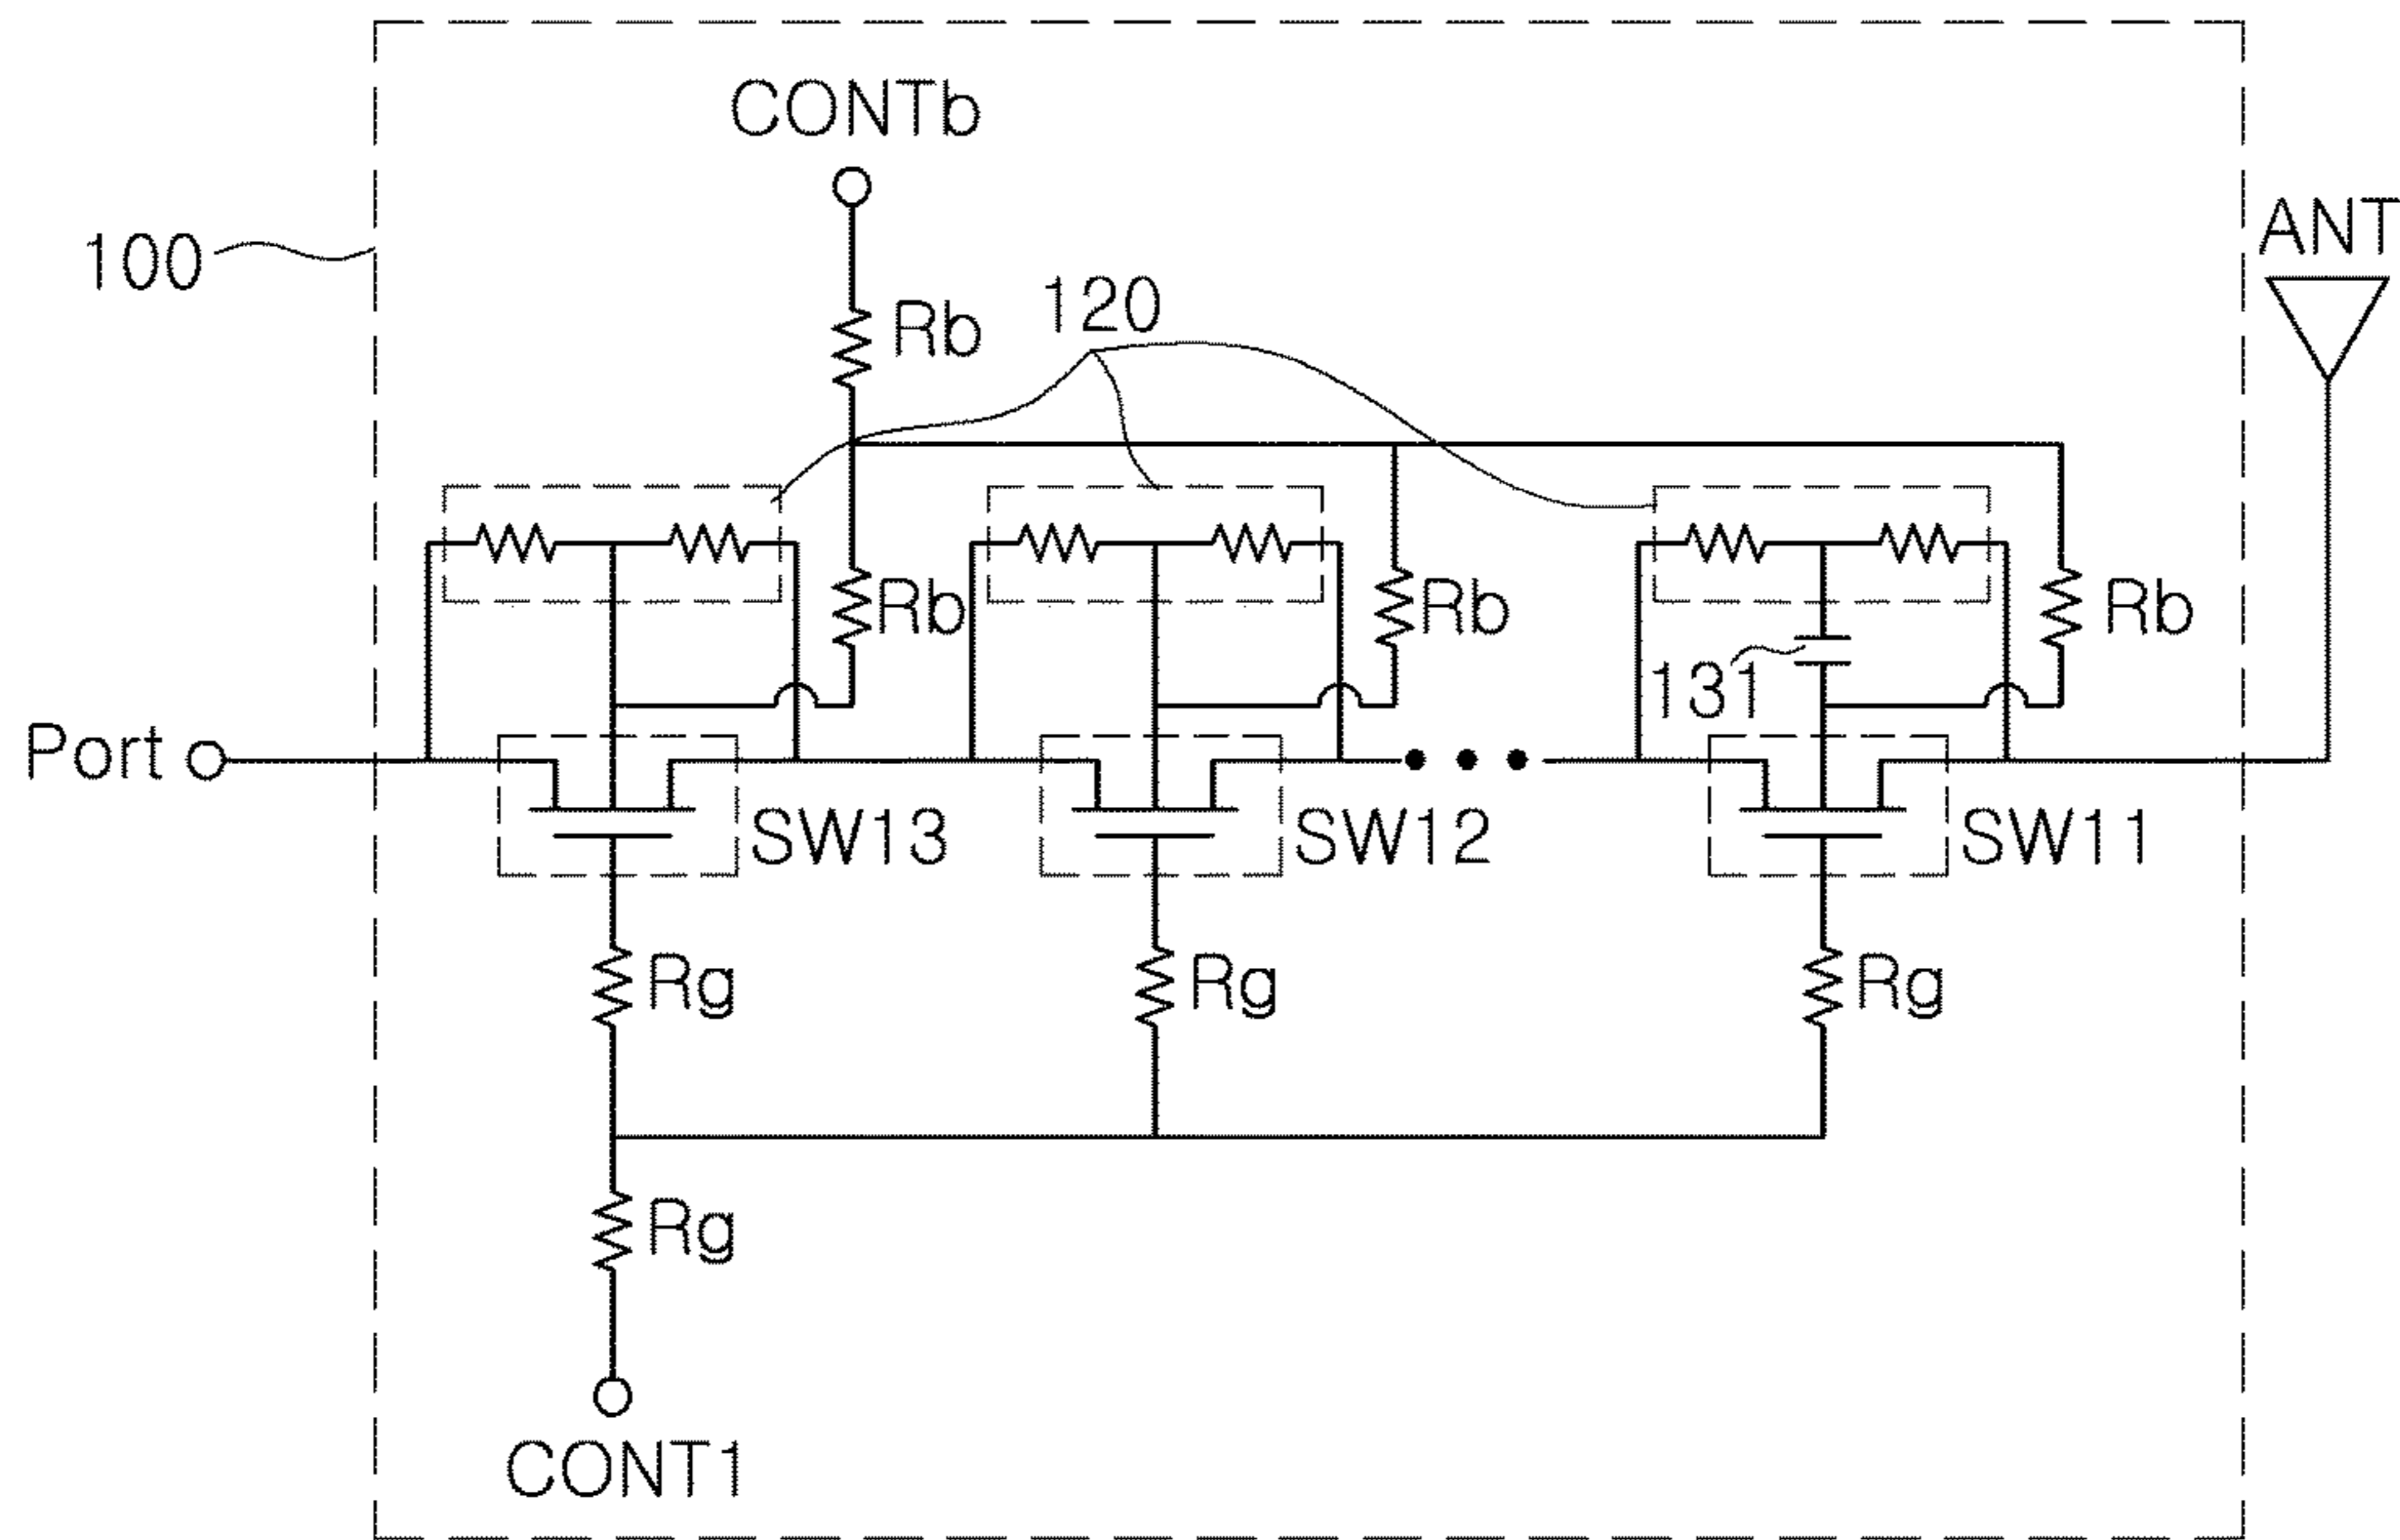 CONTb
100
ANT
Rb
120
Rb
Rb
Rb
131
Port
SW13
SW12
SW11
Rg
Rg
Rg
Rg
CONT1